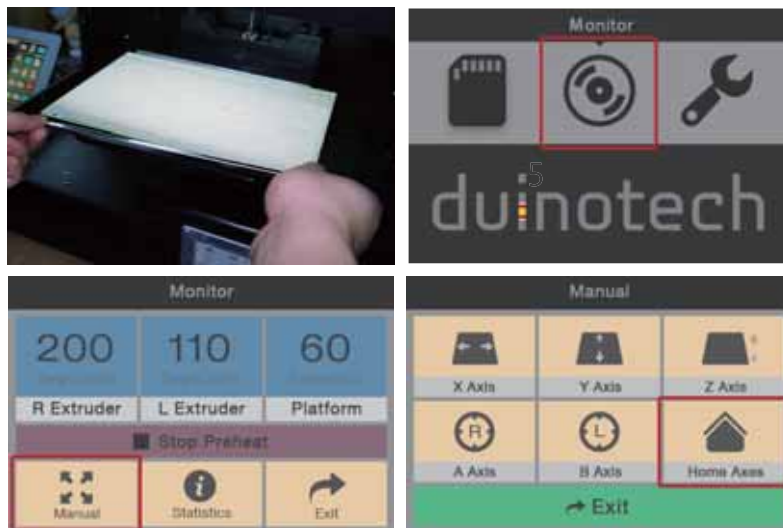 Monitor
5
duinotech
Monitor
200 110 60
R Extruder L Extruder Platform
Stop Preheat
Manual Statistics Exit
Manual
X Axis Y Axis Z Axis
R L
A Axis B Axis Home Axes
Exit